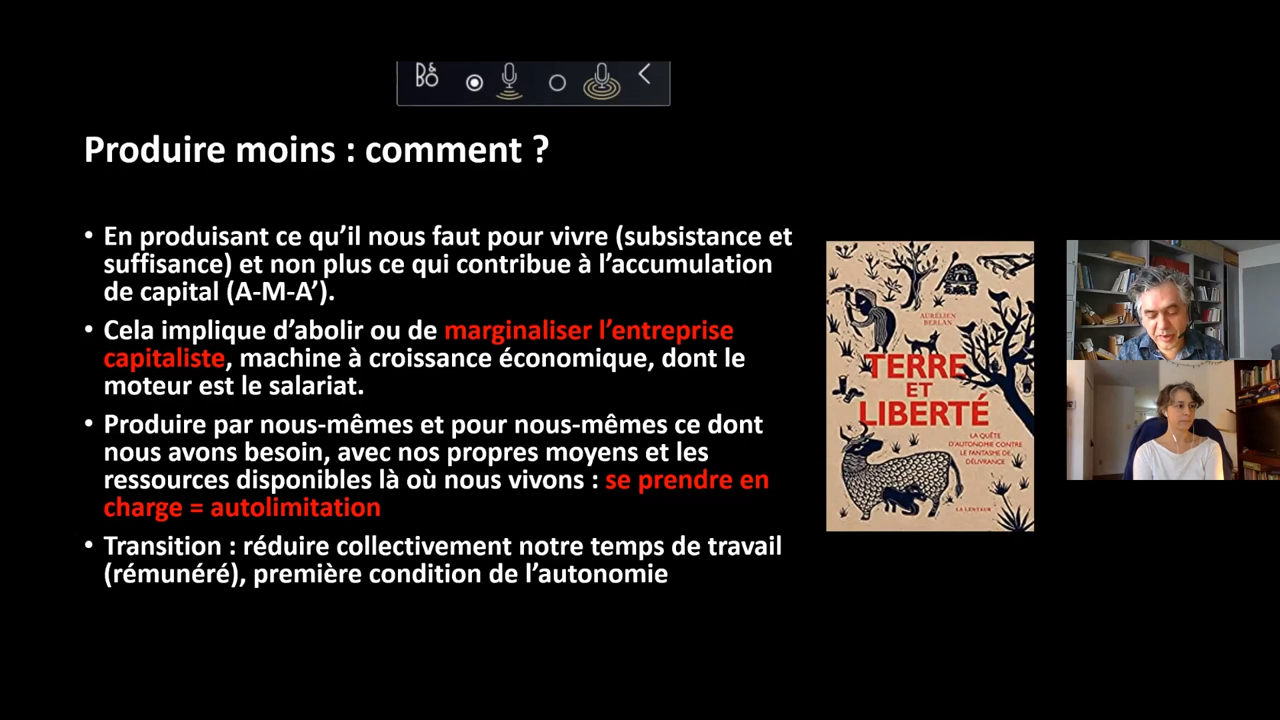 B&O
Produire moins : comment ?
• En produisant ce qu’il nous faut pour vivre (subsistance et
suffisance) et non plus ce qui contribue à l’accumulation
de capital (A-M-A’).
• Cela implique d’abolir ou de marginaliser l’entreprise
capitaliste, machine à croissance économique, dont le
moteur est le salariat.
• Produire par nous-mêmes et pour nous-mêmes ce dont
nous avons besoin, avec nos propres moyens et les
ressources disponibles là où nous vivons : se prendre en
charge = autolimitation
• Transition : réduire collectivement notre temps de travail
(rémunéré), première condition de l’autonomie
AURÉLIEN
BERLAN
TERRE
ET
LIBERTÉ
LA QUÊTE
D’AUTONOMIE CONTRE
LE FANTASME DE
DÉLIVRANCE
LA LENTEUR